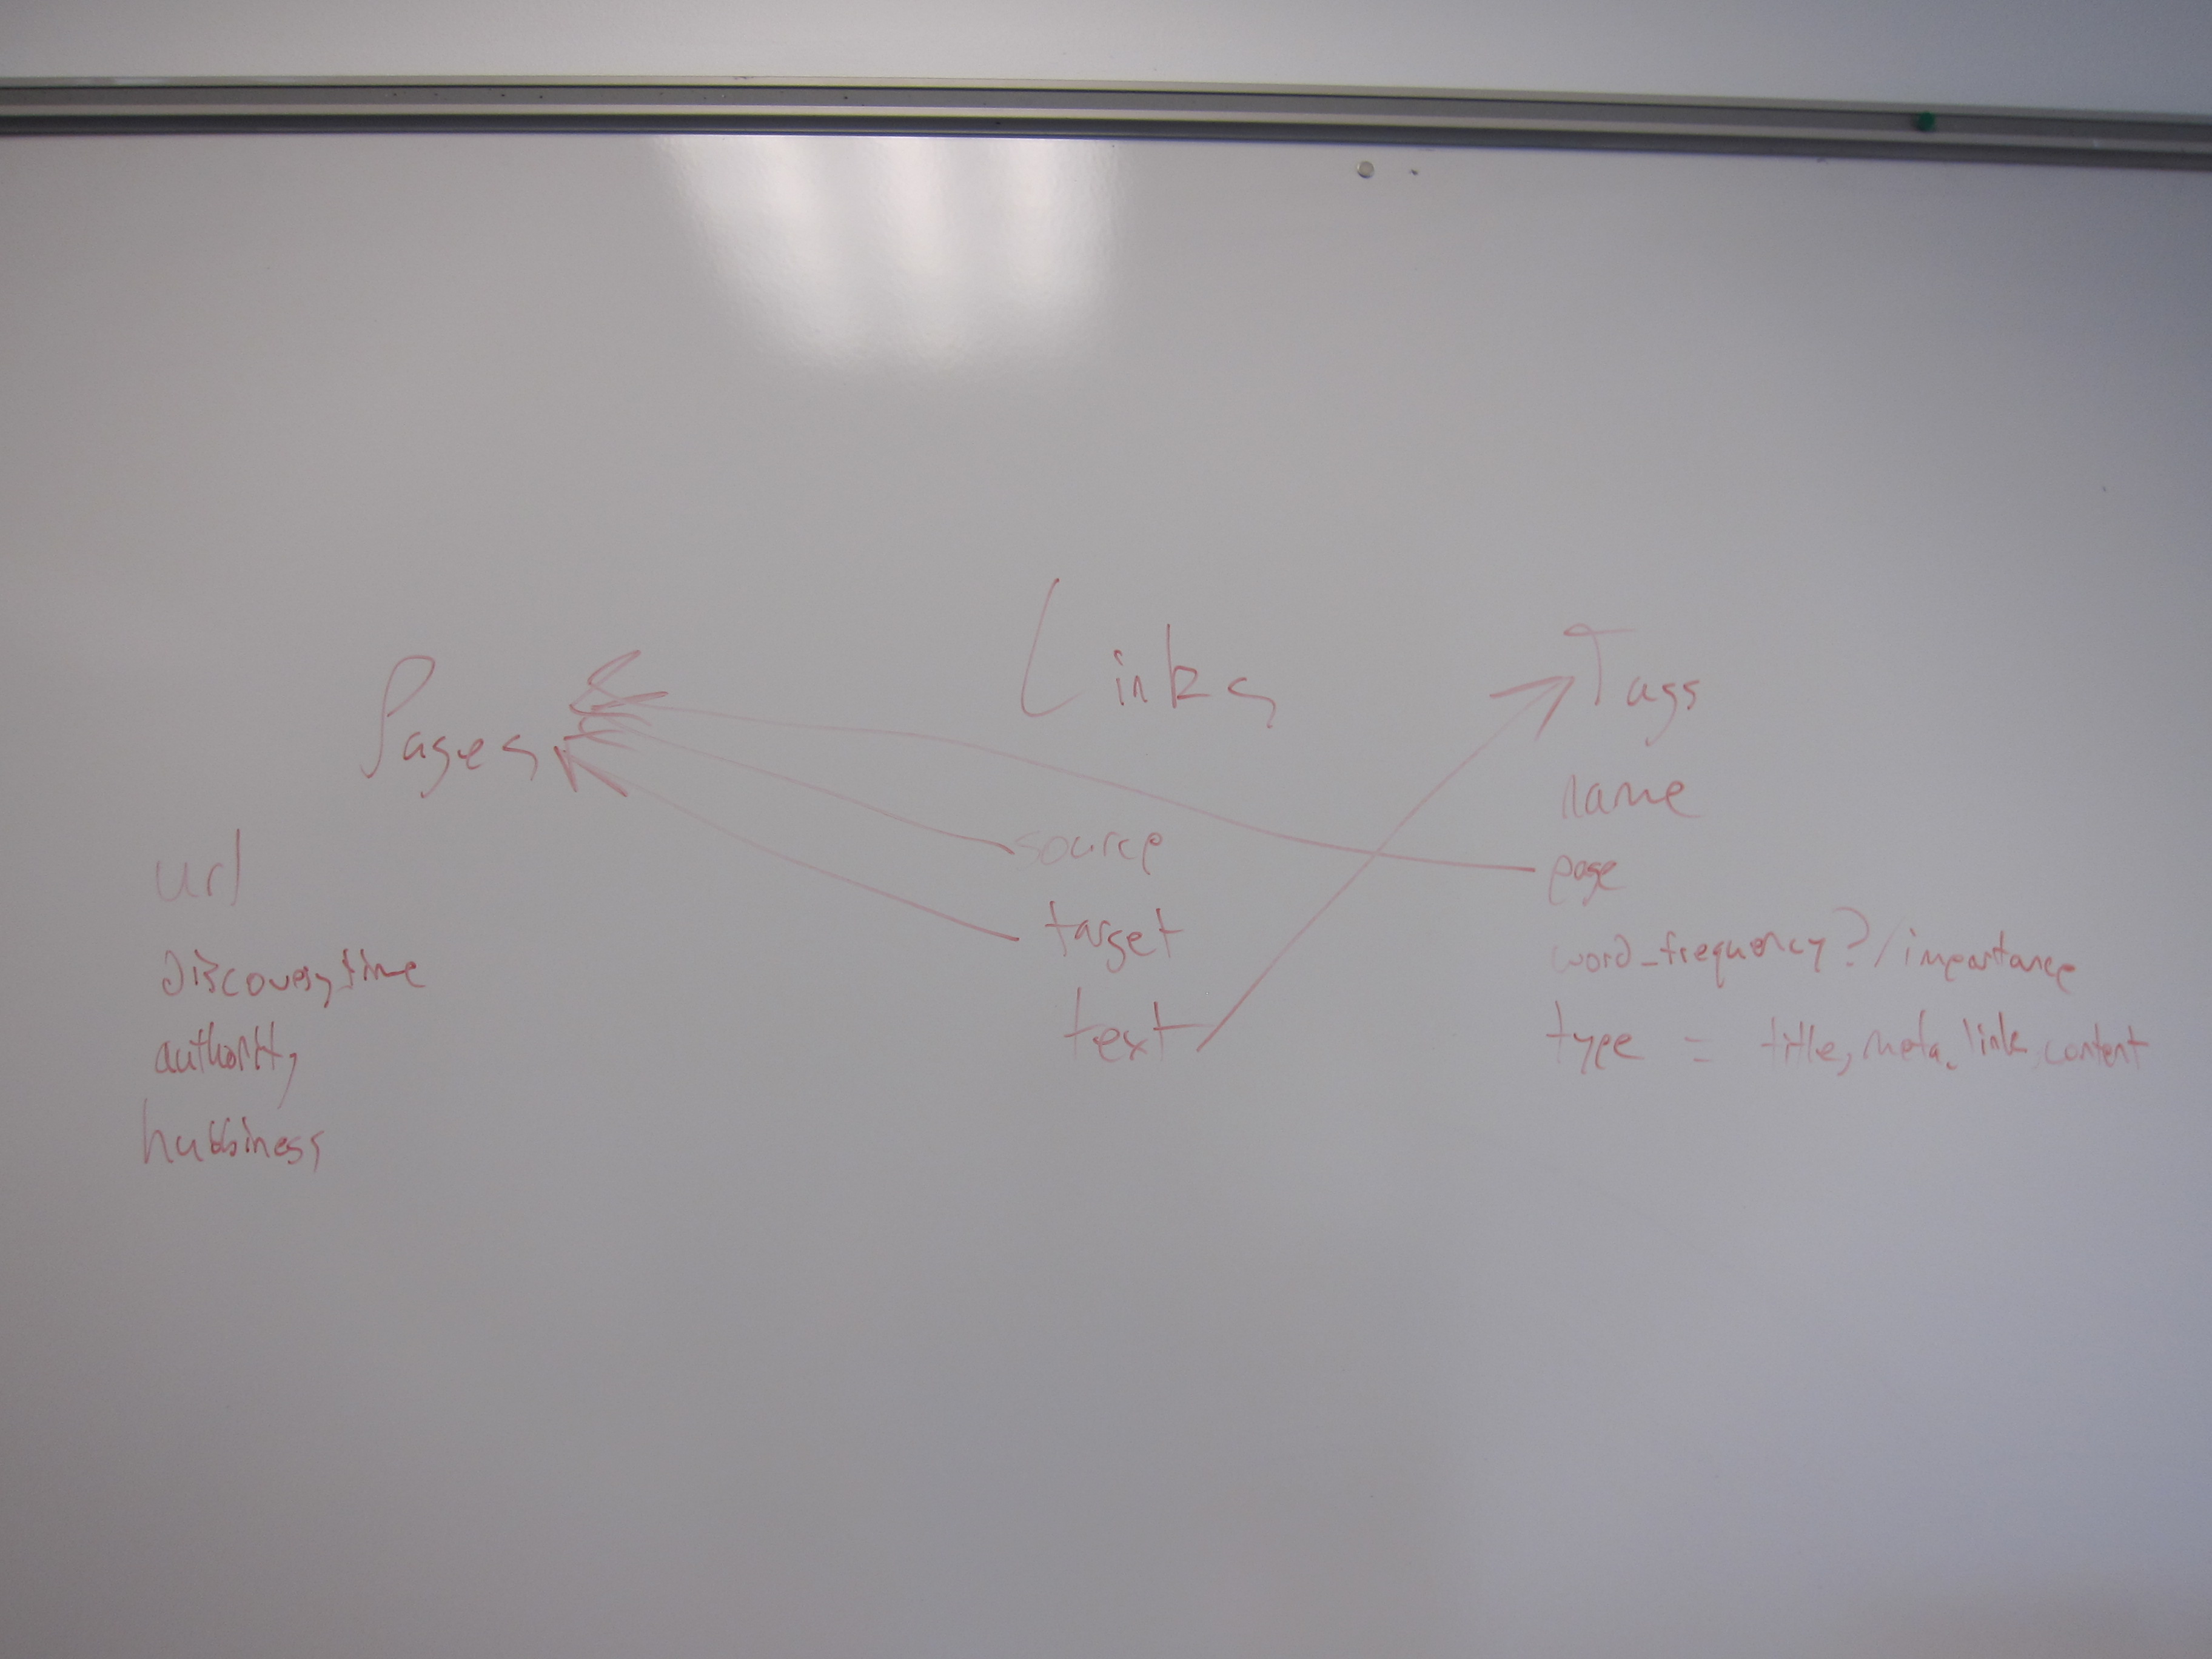 Pages
url
discovery time
authority
hubbiness
Links
source
target
text
Tags
name
page
word_frequency?/importance
type = title, meta, link, content